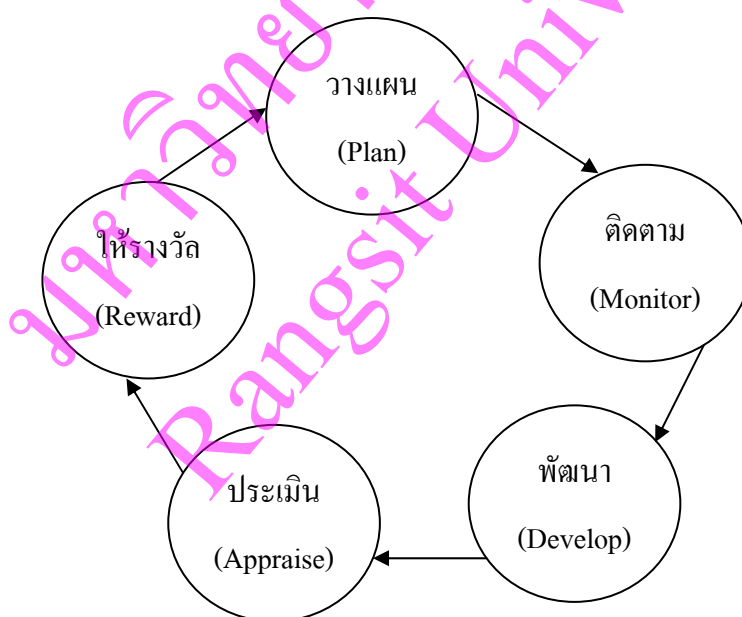 วางแผน
(Plan)
ติดตาม
(Monitor)
พัฒนา
(Develop)
ประเมิน
(Appraise)
ให้รางวัล
(Reward)
Rangsit